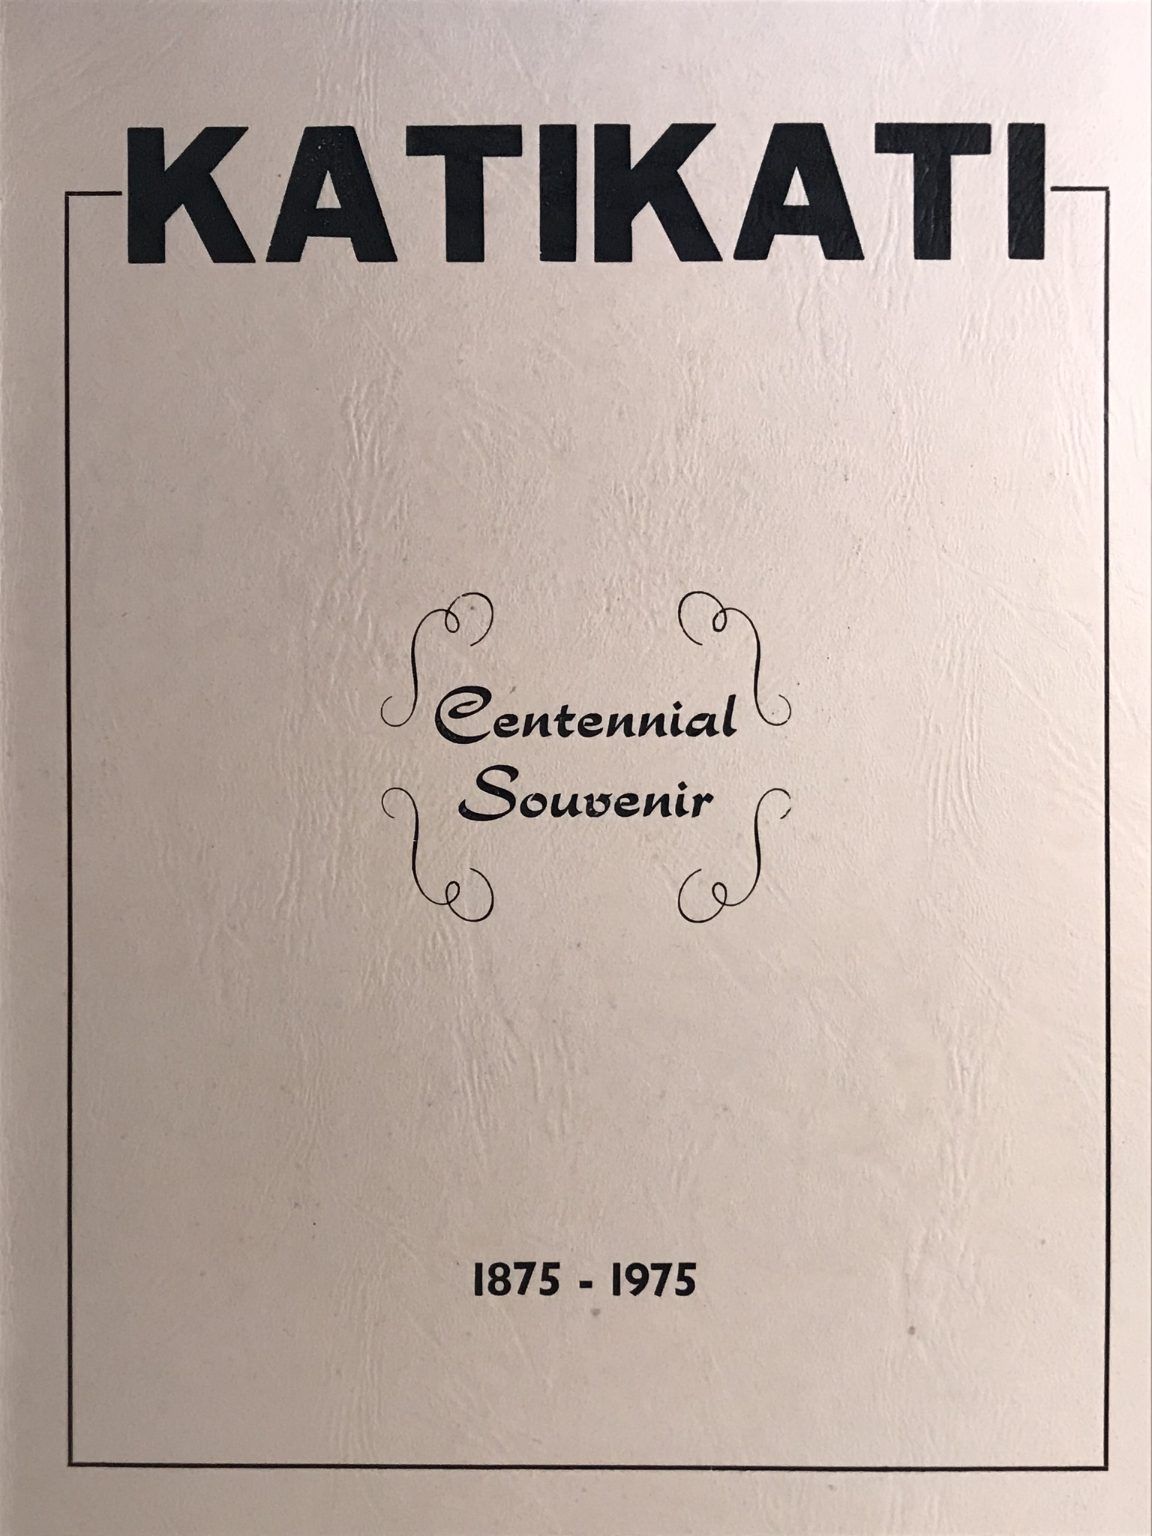 KATIKATI
Centennial
Souvenir
1875 - 1975